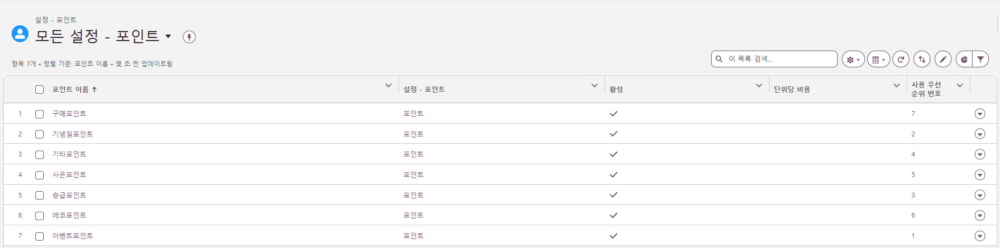 설정 - 포인트
모든 설정 - 포인트
항목 7개 • 정렬 기준: 포인트 이름 • 몇 초 전 업데이트됨
이 목록 검색...
포인트 이름 설정 - 포인트 활성 단위당 비용 사용 우선 순위 번호
1 구매포인트 포인트 7
2 기념일포인트 포인트 2
3 기타포인트 포인트 4
4 사은포인트 포인트 5
5 승급포인트 포인트 3
6 에코포인트 포인트 6
7 이벤트포인트 포인트 1